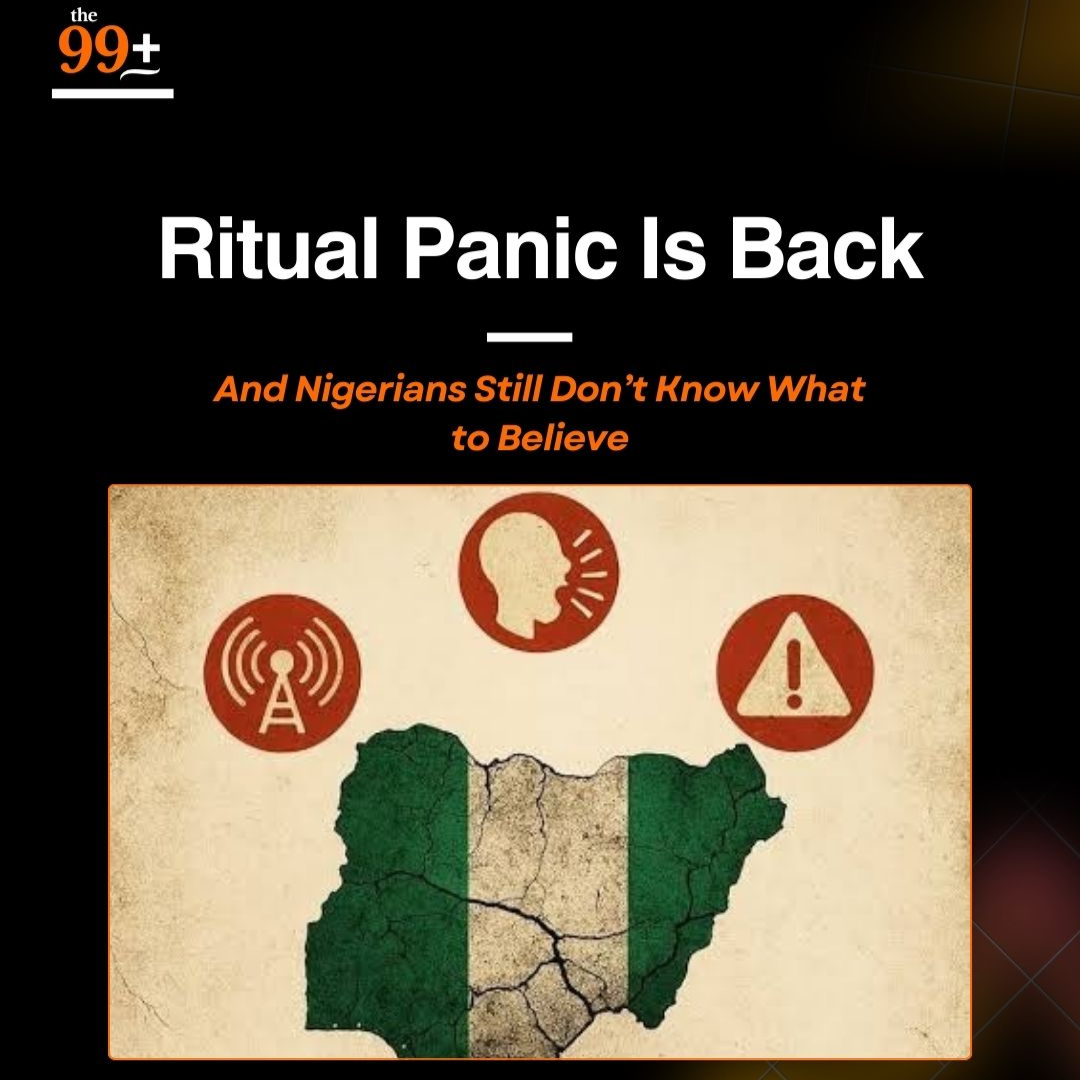 the
99+
Ritual Panic Is Back
And Nigerians Still Don’t Know What
to Believe